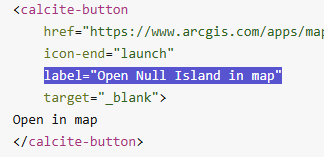 <calcite-button
href="https://www.arcgis.com/apps/map
icon-end="launch"
label="Open Null Island in map"
target="_blank">
Open in map
</calcite-button>